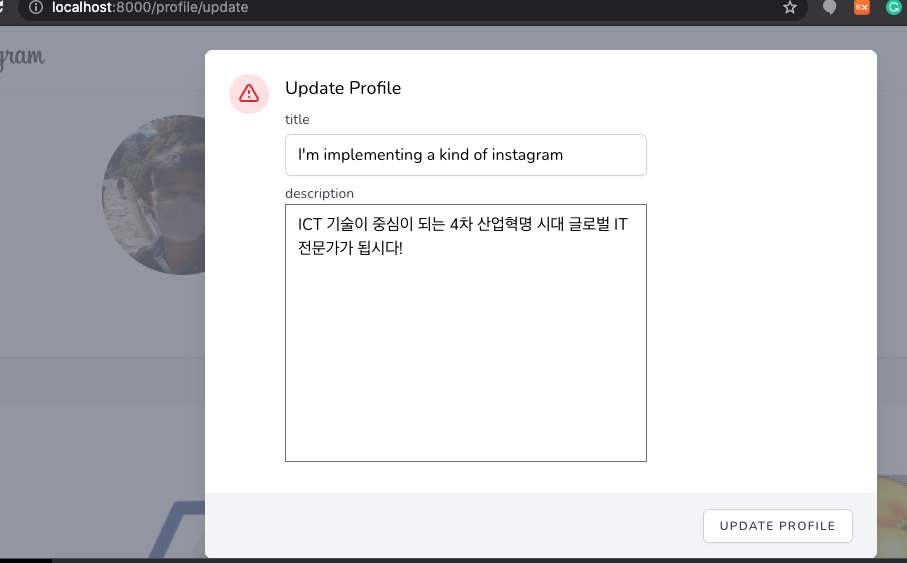 localhost:8000/profile/update
gram
Update Profile
title
I'm implementing a kind of instagram
description
ICT 기술이 중심이 되는 4차 산업혁명 시대 글로벌 IT
전문가가 됩시다!
UPDATE PROFILE